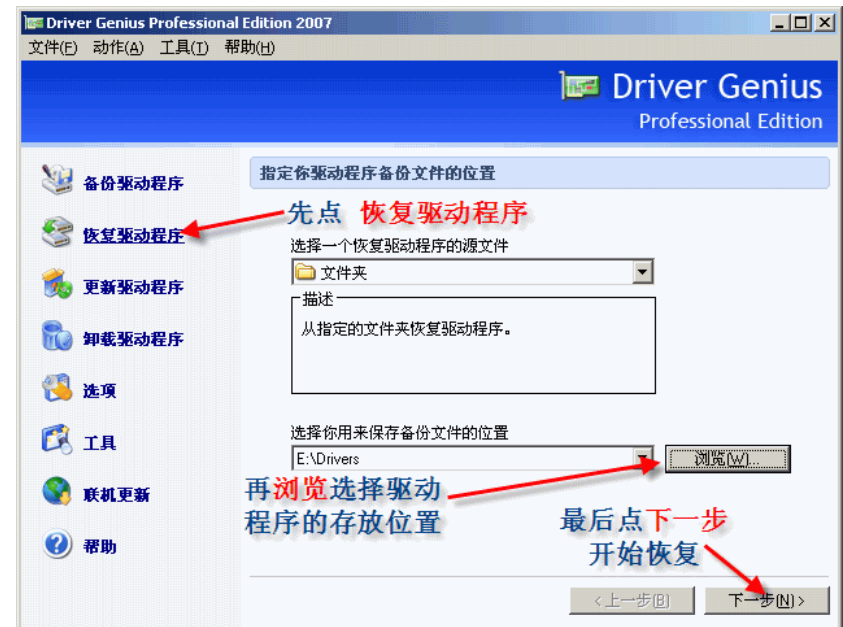 Driver Genius Professional Edition 2007
文件(F) 动作(A) 工具(T) 帮助(H)
Driver Genius
Professional Edition
备份驱动程序
恢复驱动程序
更新驱动程序
卸载驱动程序
选项
工具
联机更新
帮助
指定你驱动程序备份文件的位置
先点 恢复驱动程序
选择一个恢复驱动程序的源文件
文件夹
描述
从指定的文件夹恢复驱动程序。
选择你用来保存备份文件的位置
E:\Drivers
浏览(W)...
再浏览选择驱动
程序的存放位置
最后点下一步
开始恢复
<上一步(B)
下一步(N)>